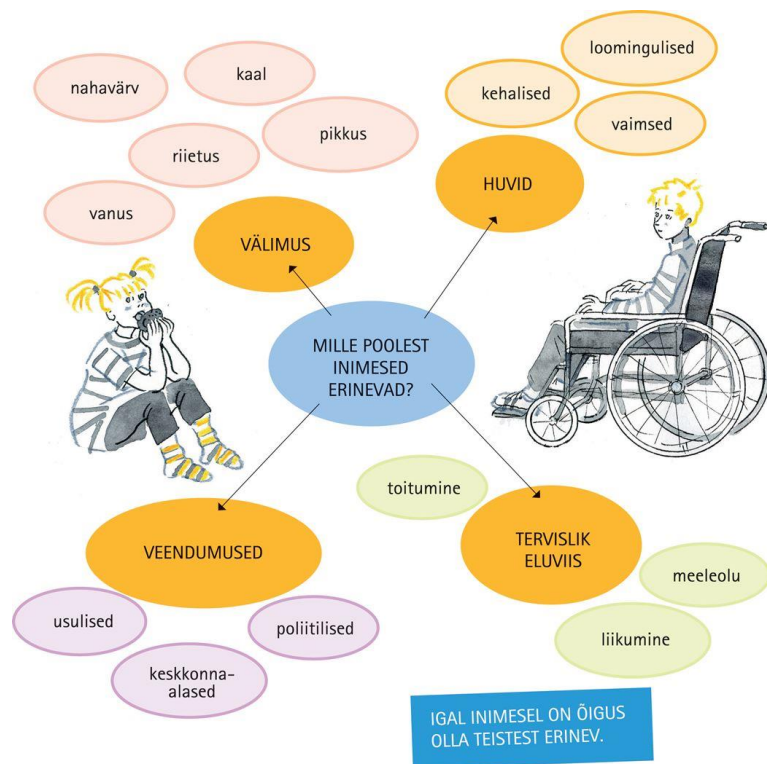 nahavärv
kaal
riietus
pikkus
vanus
VÄLIMUS
loomingulised
kehalised
vaimsed
HUVID
MILLE POOLEST
INIMESED
ERINEVAD?
toitumine
TERVISLIK
ELUVIIS
meeleolu
liikumine
VEENDUMUSED
usulised
poliitilised
keskkonna-
alased
IGAL INIMESEL ON ÕIGUS
OLLA TEISTEST ERINEV.